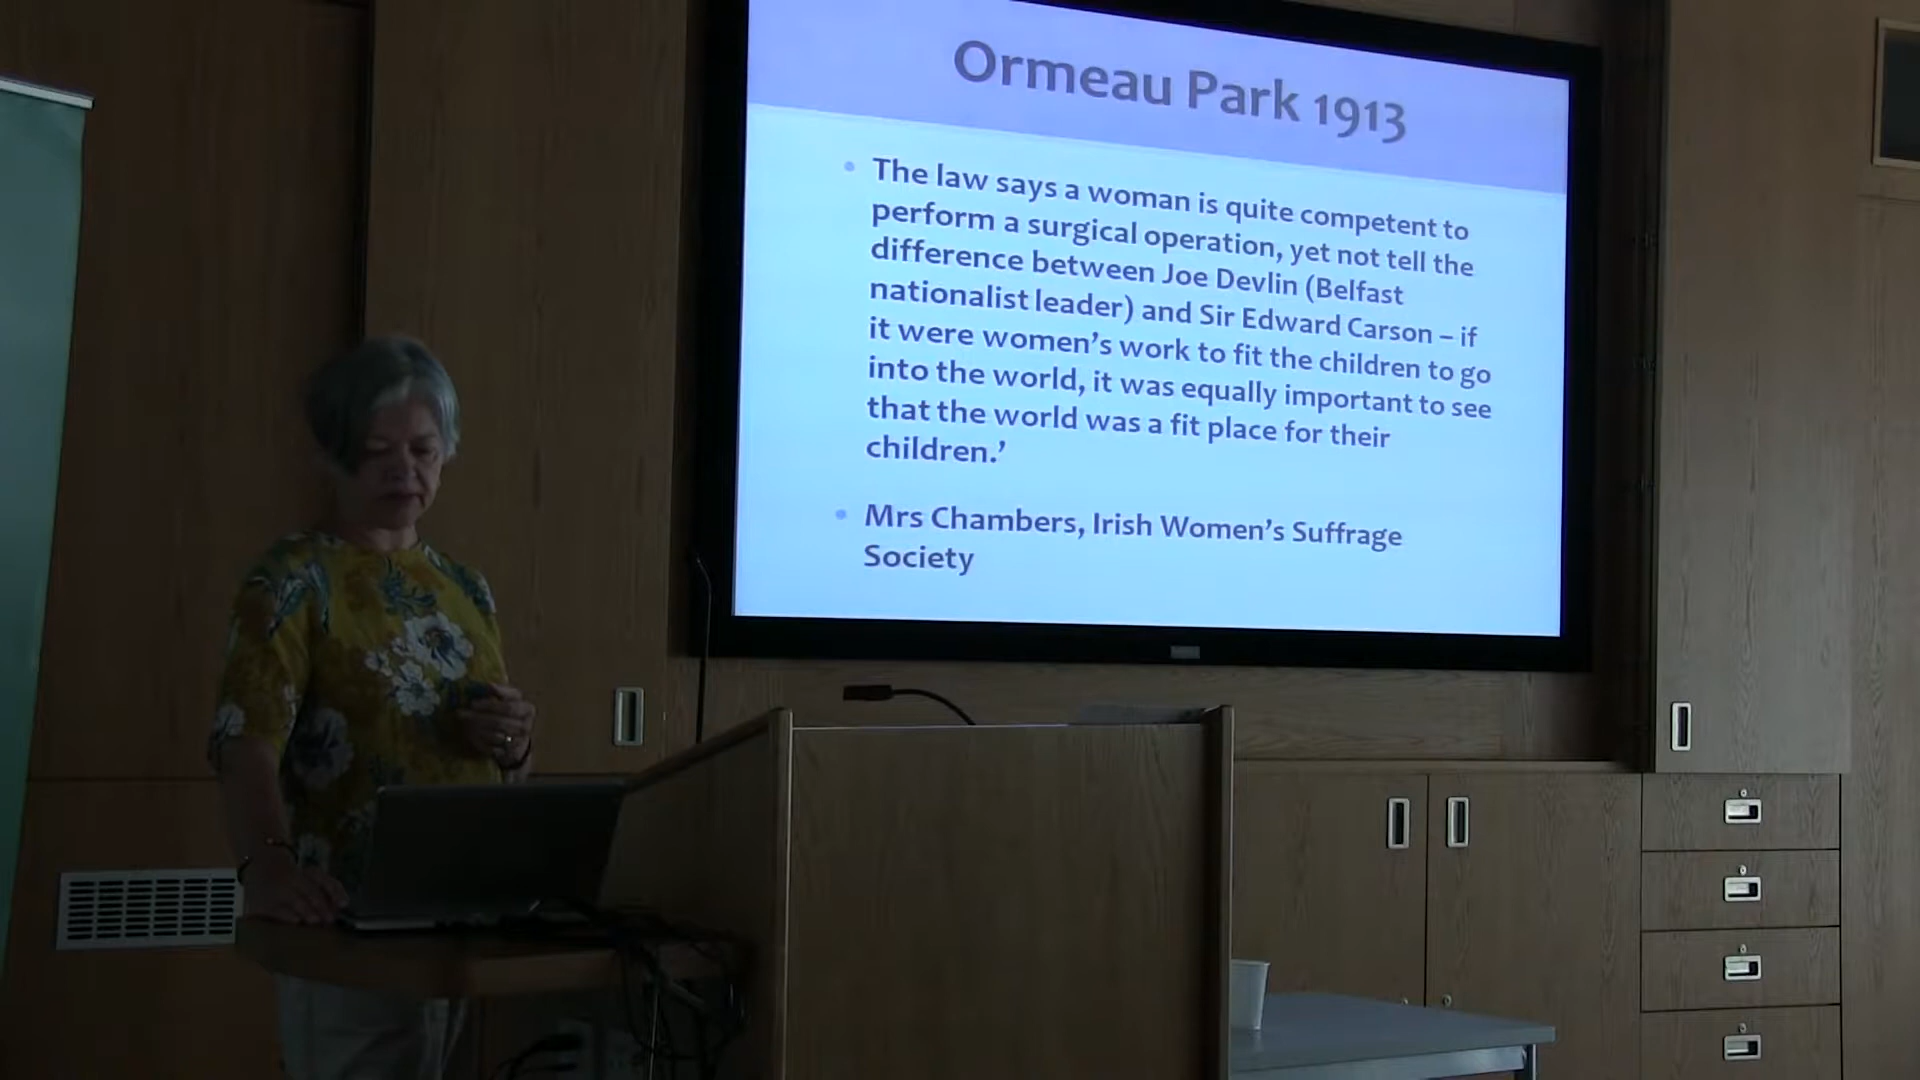 Ormeau Park 1913
• The law says a woman is quite competent to
perform a surgical operation, yet not tell the
difference between Joe Devlin (Belfast
nationalist leader) and Sir Edward Carson – if
it were women’s work to fit the children to go
into the world, it was equally important to see
that the world was a fit place for their
children.’
• Mrs Chambers, Irish Women’s Suffrage
Society